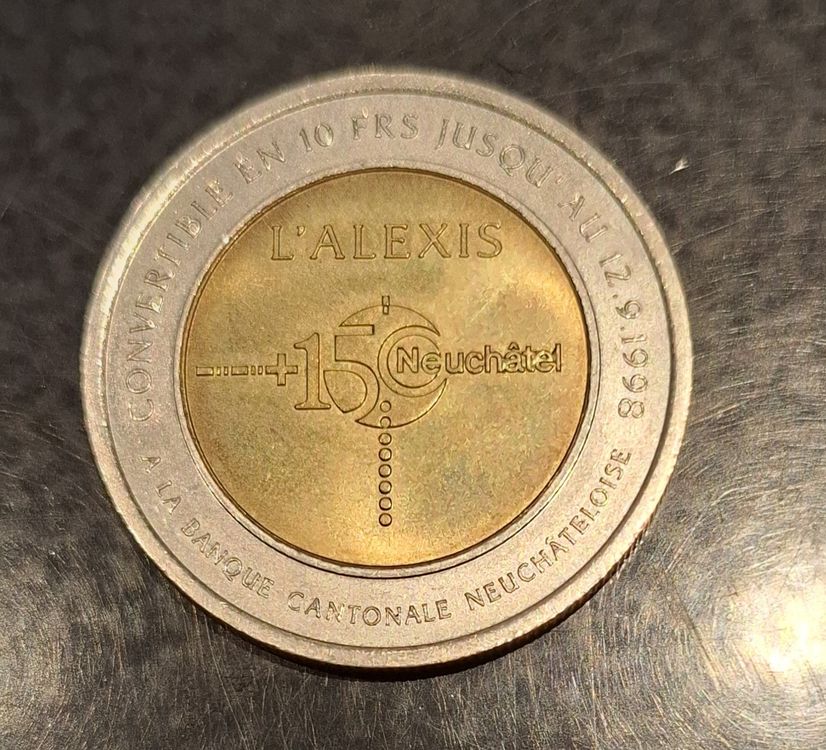 CONVERTIBLE EN 10 FRS JUSQU'AU 12.9.1998
A LA BANQUE CANTONALE NEUCHÂTELOISE
L'ALEXIS
150 Neuchâtel